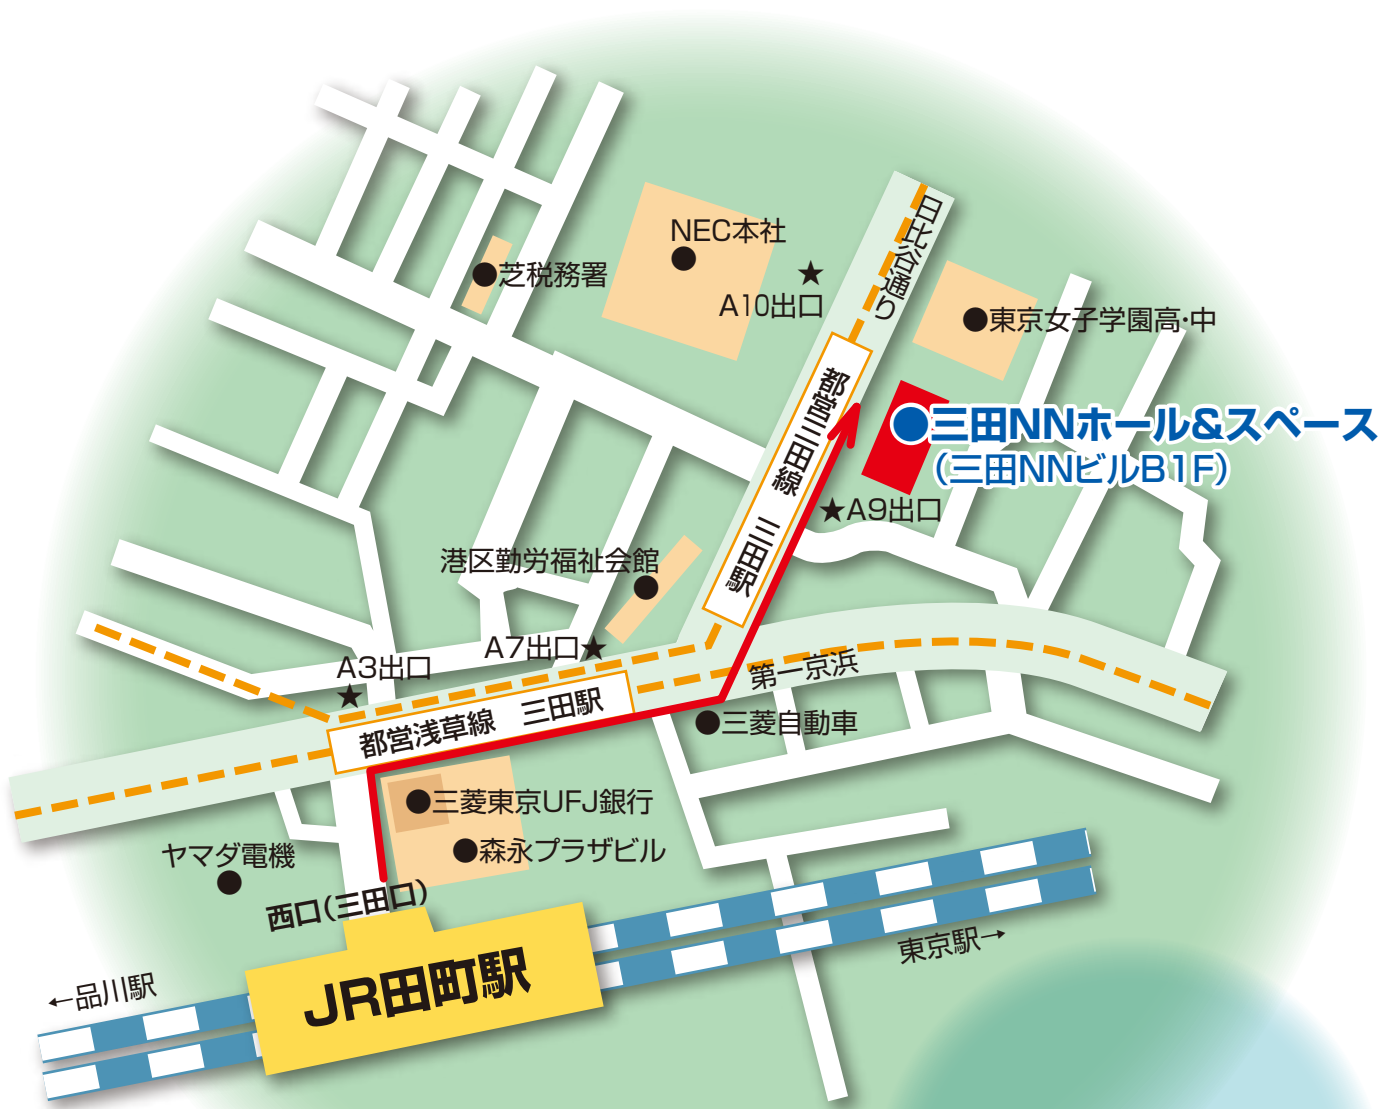 日比谷通り
NEC本社
芝税務署
A10出口
東京女子学園高・中
都営三田線 三田駅
三田NNホール&スペース
(三田NNビルB1F)
A9出口
港区勤労福祉会館
A7出口
A3出口
第一京浜
都営浅草線 三田駅
三菱自動車
三菱東京UFJ銀行
森永プラザビル
ヤマダ電機
西口(三田口)
JR田町駅
東京駅→
←品川駅